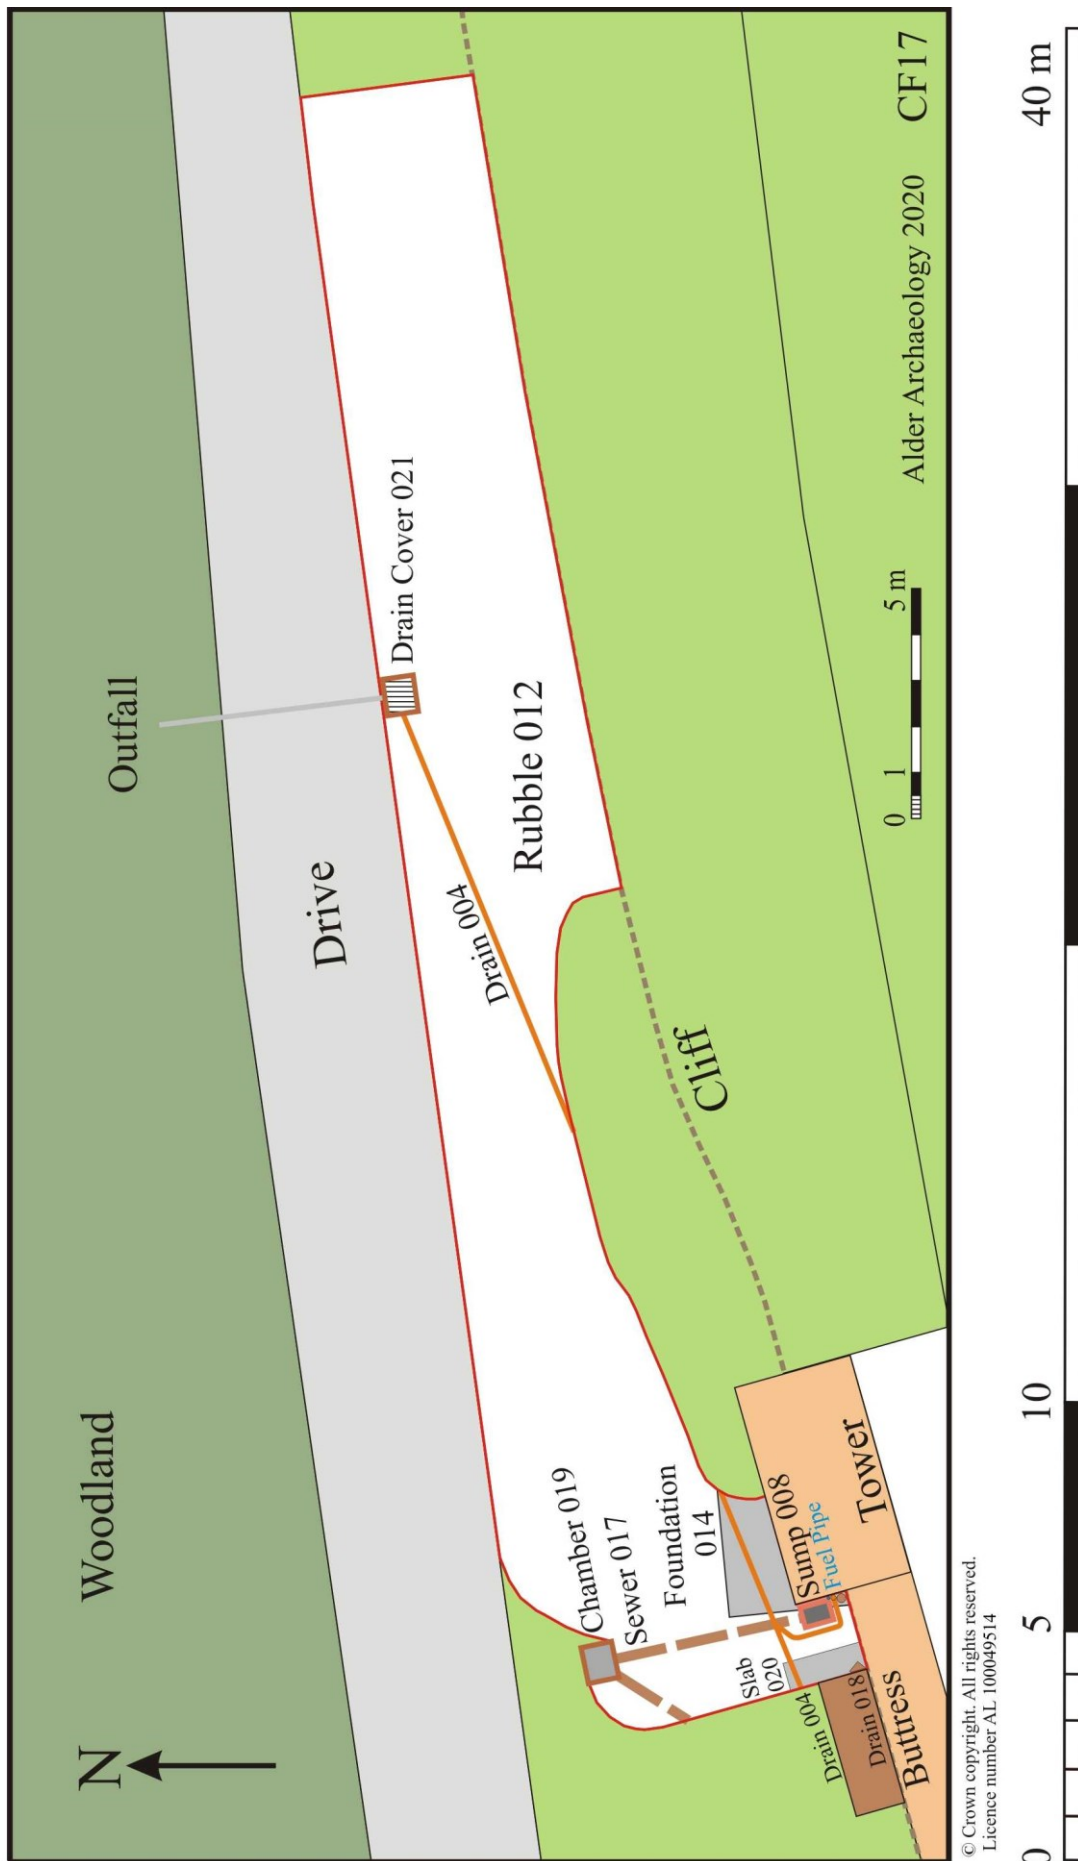 N
Woodland
Outfall
Drive
Drain Cover 021
Drain 004
Rubble 012
Chamber 019
Sewer 017
Foundation
014
Cliff
Slab
020
Sump 008
Fuel Pipe
Tower
Drain 004
Drain 018
Buttress
0 1 5 m
Alder Archaeology 2020 CF17
© Crown copyright. All rights reserved.
Licence number AL 100049514
0 5 10 40 m